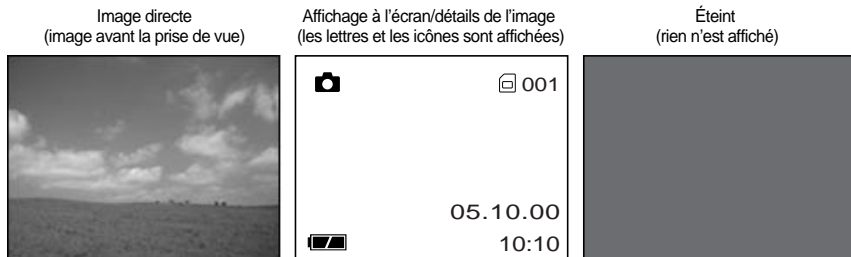 Image directe
(image avant la prise de vue)
Affichage à l'écran/détails de l'image
(les lettres et les icônes sont affichées)
Éteint
(rien n'est affiché)
001
05.10.00
10:10